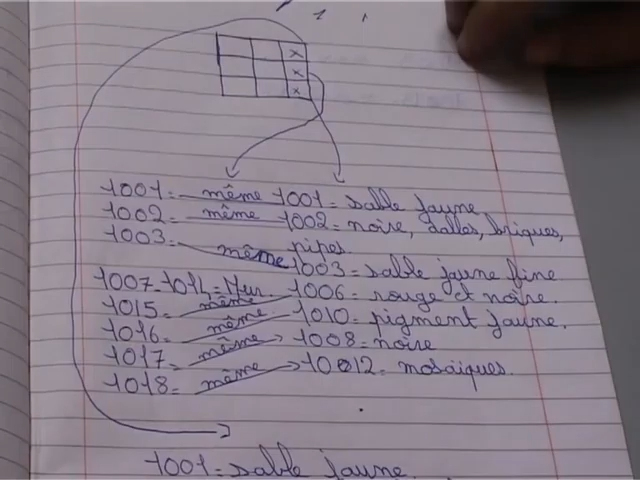 x
x
x
1001= même 1001= sable jaune
1002= même 1002= noire, dalles, briques,
pipes.
1003= même 1003= sable jaune fine
1007-1014= Mur. 1006= rouge et noire.
1015= même 1010= pigment jaune.
1016= même 1008= noire
1017= même 10012= mosaïques.
1018= même
1001= sable jaune.